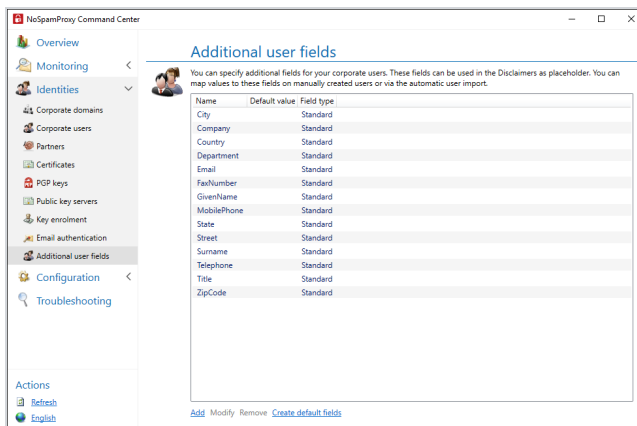 NoSpamProxy Command Center
Overview
Monitoring
Identities
Corporate domains
Corporate users
Partners
Certificates
PGP keys
Public key servers
Key enrolment
Email authentication
Additional user fields
Configuration
Troubleshooting
Actions
Refresh
English
Additional user fields
You can specify additional fields for your corporate users. These fields can be used in the Disclaimers as placeholder. You can
map values to these fields on manually created users or via the automatic user import.
Name Default value Field type
City Standard
Company Standard
Country Standard
Department Standard
Email Standard
FaxNumber Standard
GivenName Standard
MobilePhone Standard
State Standard
Street Standard
Surname Standard
Telephone Standard
Title Standard
ZipCode Standard
Add Modify Remove Create default fields